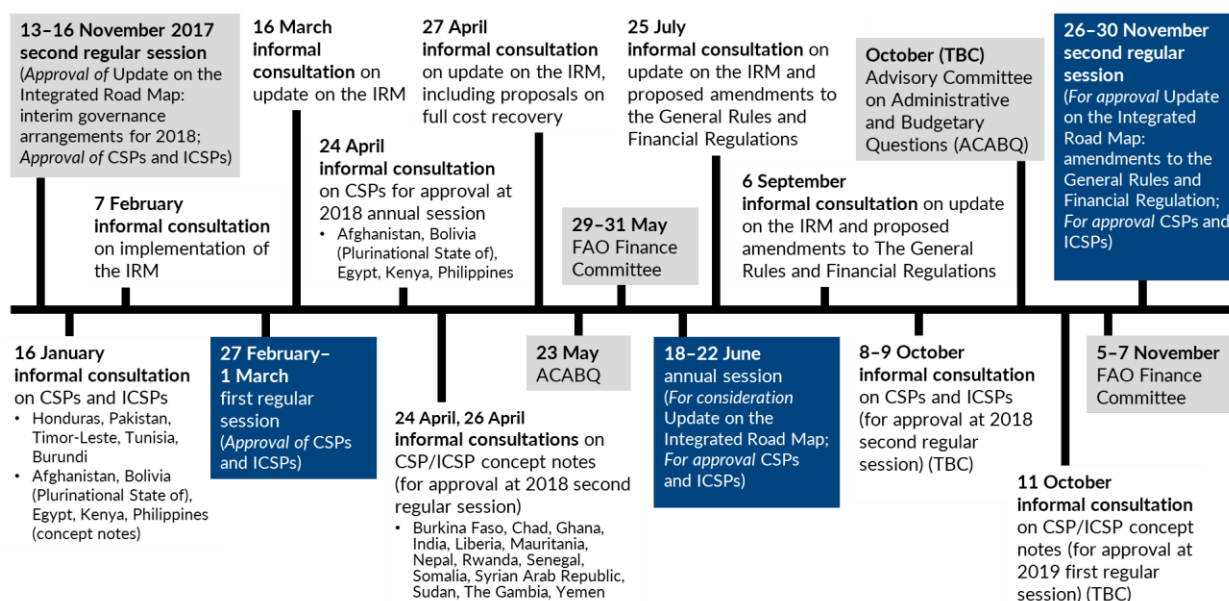 13–16 November 2017
second regular session
(Approval of Update on the
Integrated Road Map:
interim governance
arrangements for 2018;
Approval of CSPs and ICSPs)
7 February
informal consultation
on implementation of
the IRM
16 March
informal
consultation on
update on the IRM
24 April
informal consultation
on CSPs for approval at
2018 annual session
• Afghanistan, Bolivia
(Plurinational State of),
Egypt, Kenya, Philippines
27 April
informal consultation
on update on the IRM,
including proposals on
full cost recovery
29–31 May
FAO Finance
Committee
25 July
informal consultation on
update on the IRM and
proposed amendments to
the General Rules and
Financial Regulations
6 September
informal consultation on update
on the IRM and proposed
amendments to The General
Rules and Financial Regulations
October (TBC)
Advisory Committee
on Administrative
and Budgetary
Questions (ACABQ)
26–30 November
second regular
session
(For approval Update
on the Integrated
Road Map:
amendments to the
General Rules and
Financial Regulation;
For approval CSPs and
ICSPs)
16 January
informal consultation
on CSPs and ICSPs
• Honduras, Pakistan,
Timor-Leste, Tunisia,
Burundi
• Afghanistan, Bolivia
(Plurinational State of),
Egypt, Kenya, Philippines
(concept notes)
27 February–
1 March
first regular
session
(Approval of CSPs
and ICSPs)
24 April, 26 April
informal consultations on
CSP/ICSP concept notes
(for approval at 2018 second
regular session)
• Burkina Faso, Chad, Ghana,
India, Liberia, Mauritania,
Nepal, Rwanda, Senegal,
Somalia, Syrian Arab Republic,
Sudan, The Gambia, Yemen
23 May
ACABQ
18–22 June
annual session
(For consideration
Update on the
Integrated Road Map;
For approval CSPs
and ICSPs)
8–9 October
informal consultation
on CSPs and ICSPs
(for approval at 2018
second regular
session) (TBC)
11 October
informal consultation
on CSP/ICSP concept
notes (for approval at
2019 first regular
session) (TBC)
5–7 November
FAO Finance
Committee